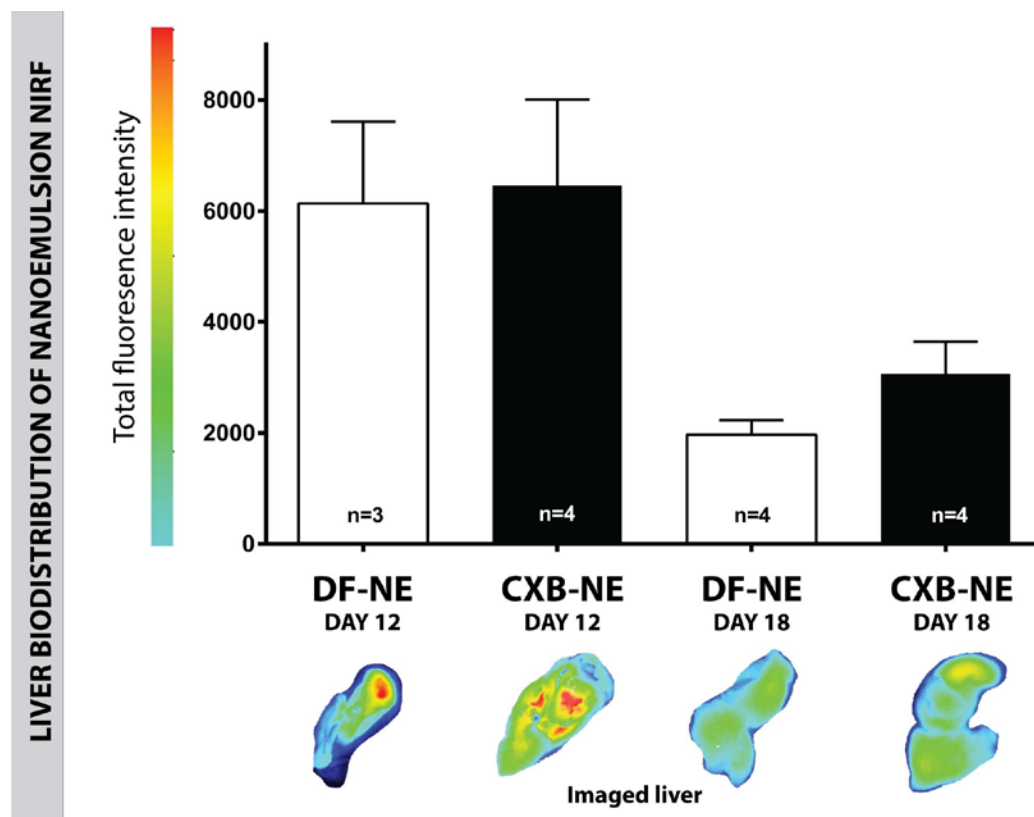 LIVER BIODISTRIBUTION OF NANOEMULSION NIRF
Total fluoresence intensity
8000
6000
4000
2000
0
n=3
n=4
n=4
n=4
DF-NE
DAY 12
CXB-NE
DAY 12
DF-NE
DAY 18
CXB-NE
DAY 18
Imaged liver